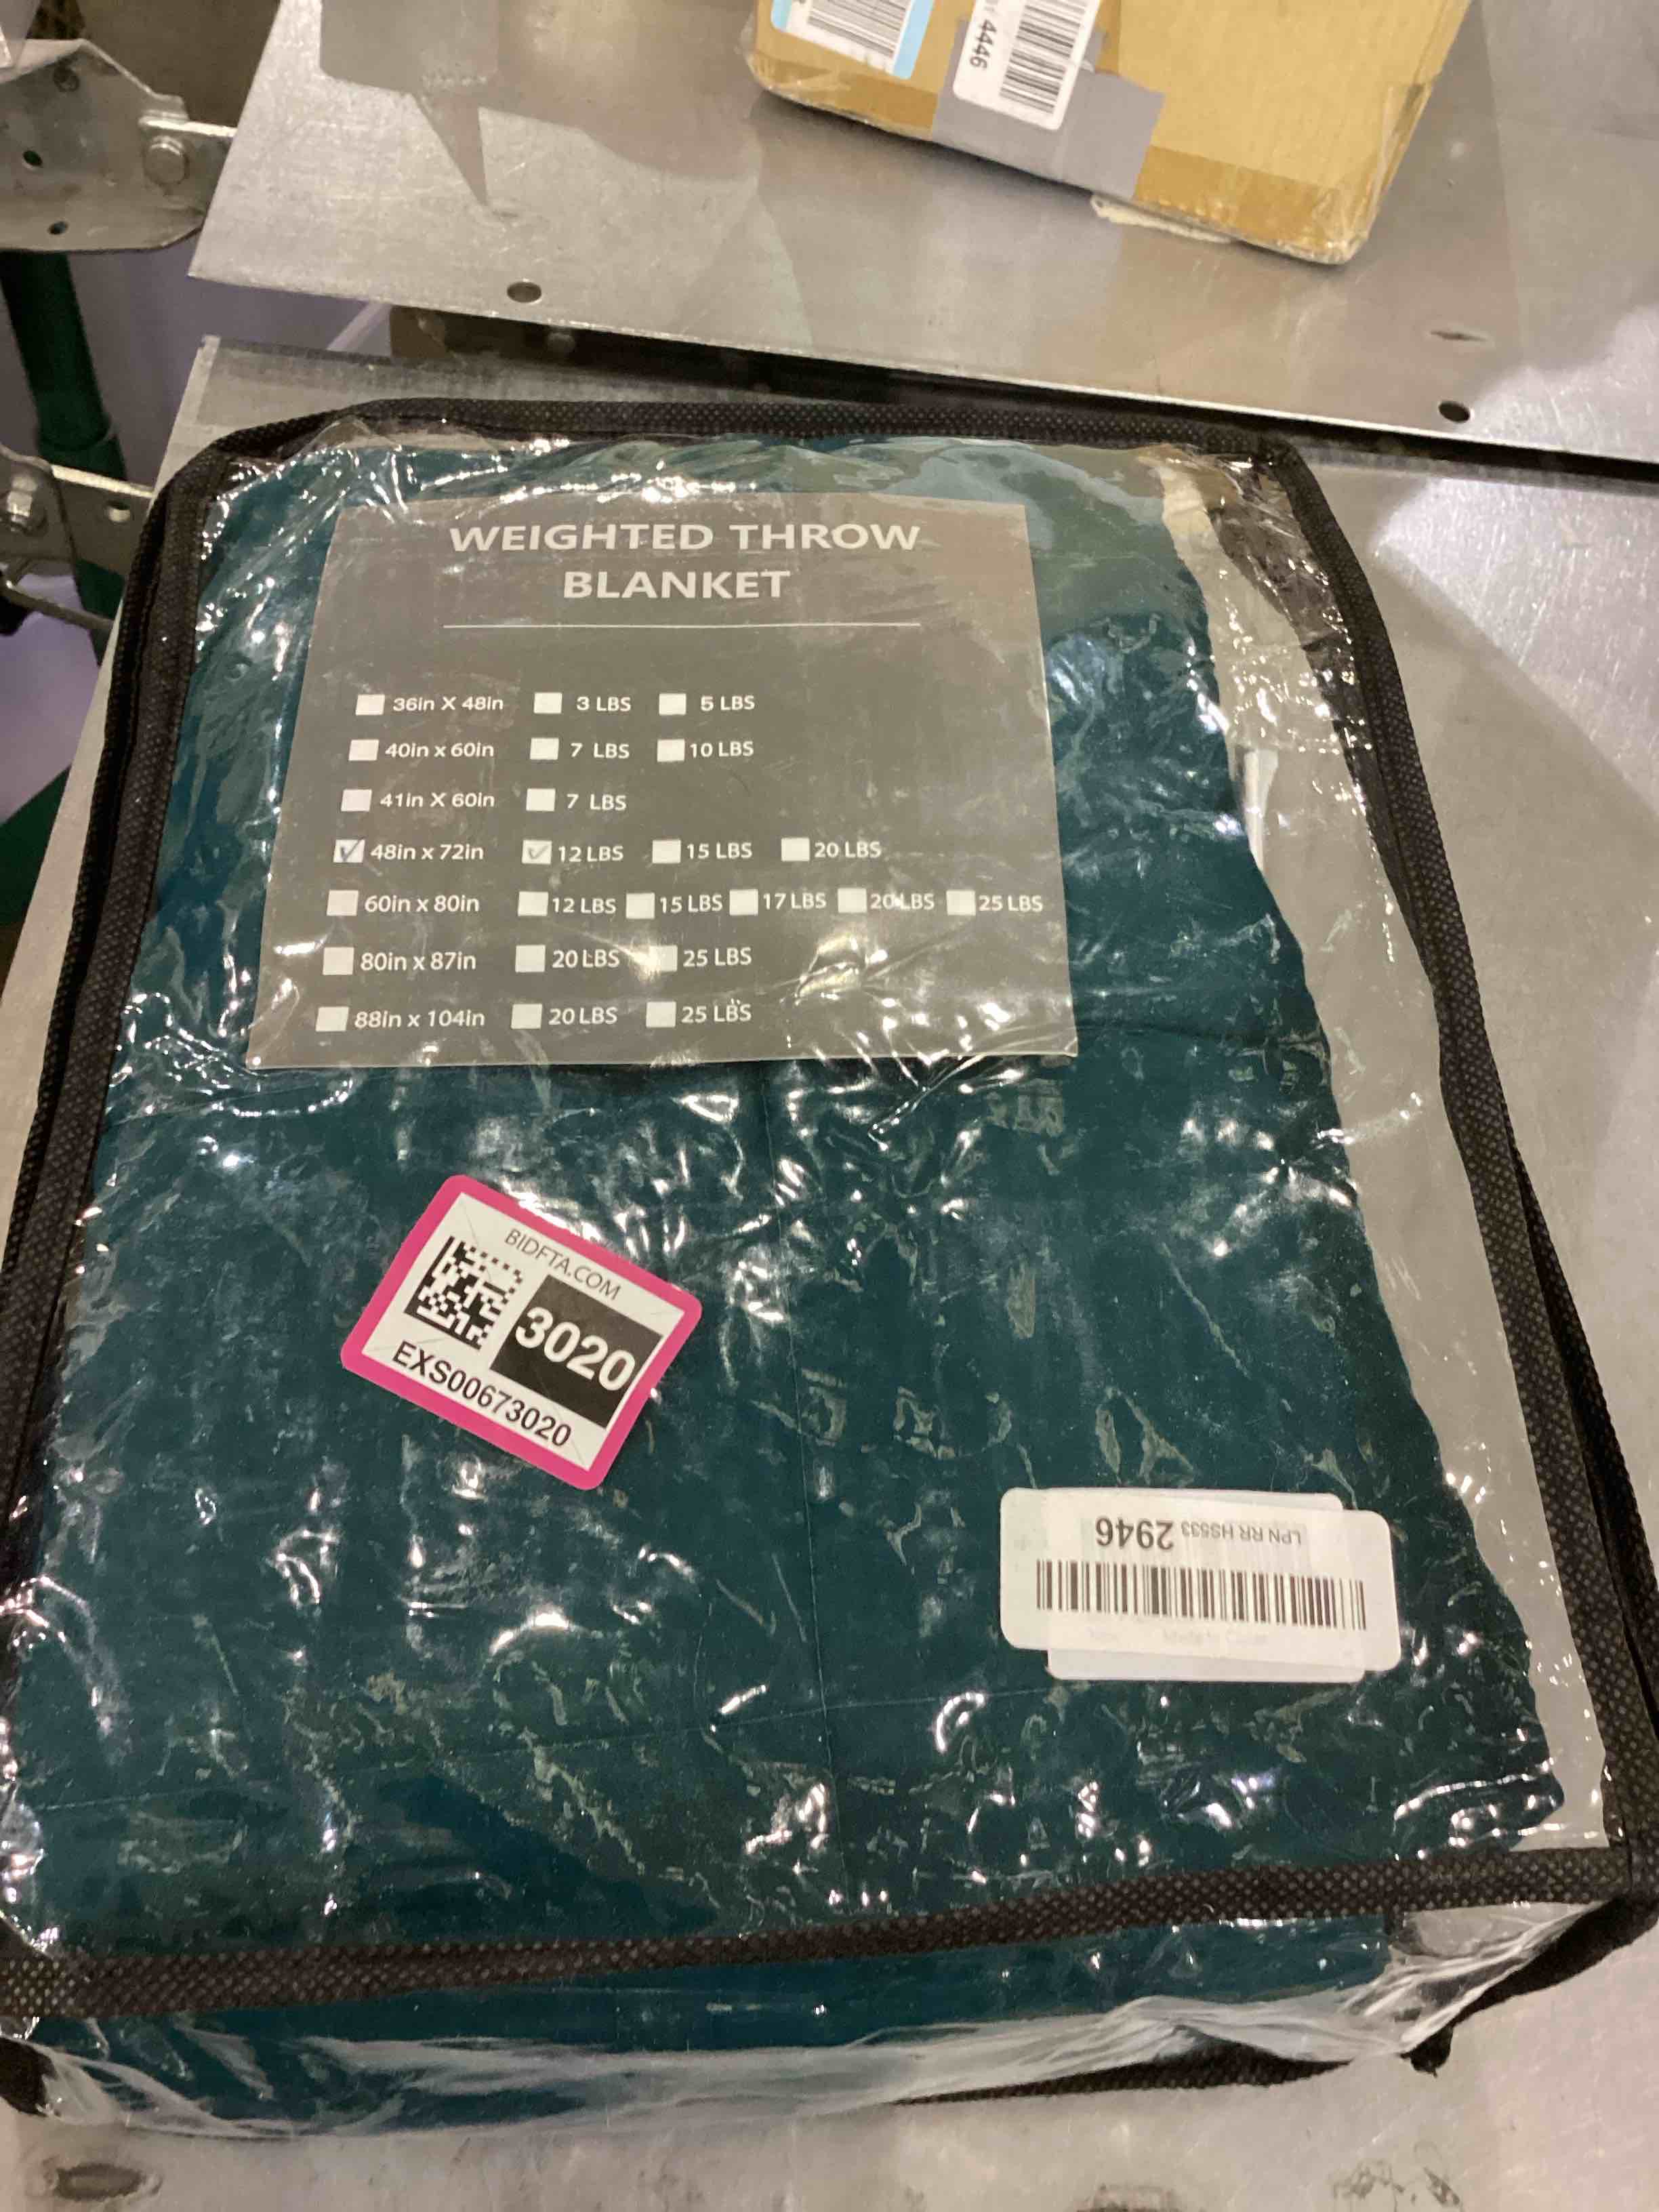 4446
WEIGHTED THROW
BLANKET
36in X 48in 3 LBS 5 LBS
40in x 60in 7 LBS 10 LBS
41in X 60in 7 LBS
48in x 72in 12 LBS 15 LBS 20 LBS
60in x 80in 12 LBS 15 LBS 17 LBS 20 LBS 25 LBS
80in x 87in 20 LBS 25 LBS
88in x 104in 20 LBS 25 LBS
BIDFTA.COM
3020
EXS00673020
LPN RR HS533 2946